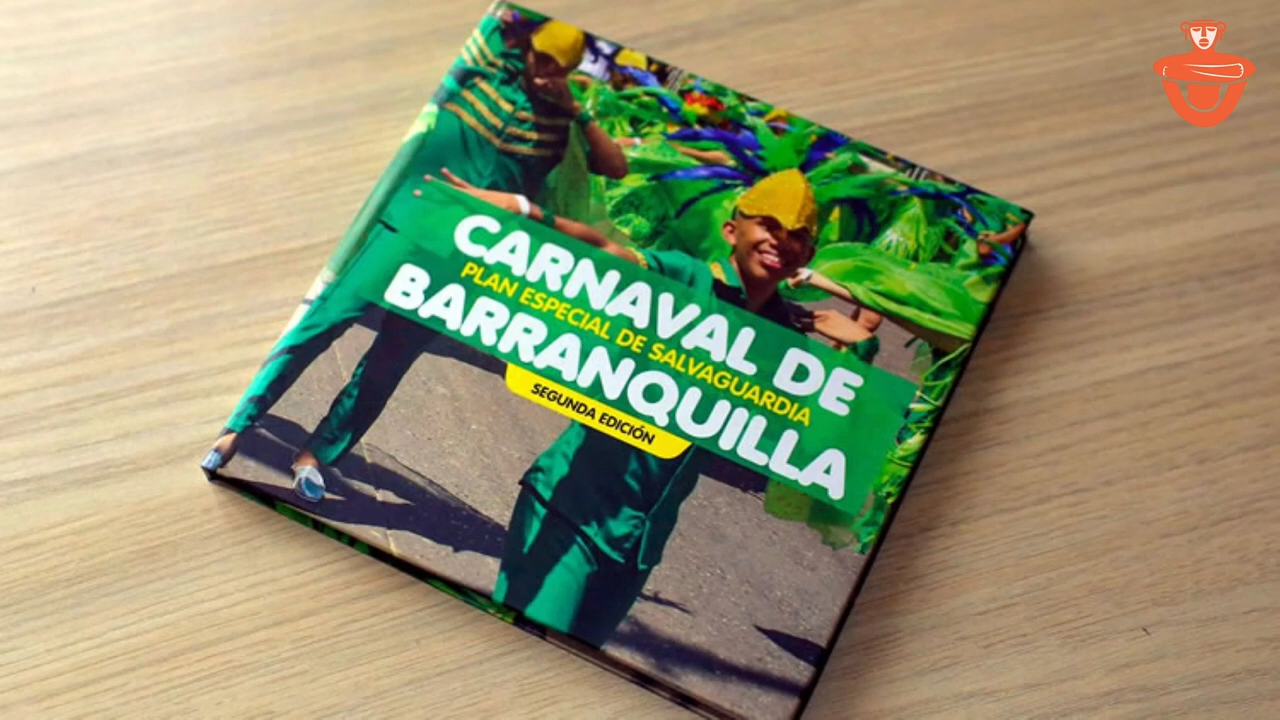 CARNAVAL DE
PLAN ESPECIAL DE SALVAGUARDIA
BARRANQUILLA
SEGUNDA EDICIÓN